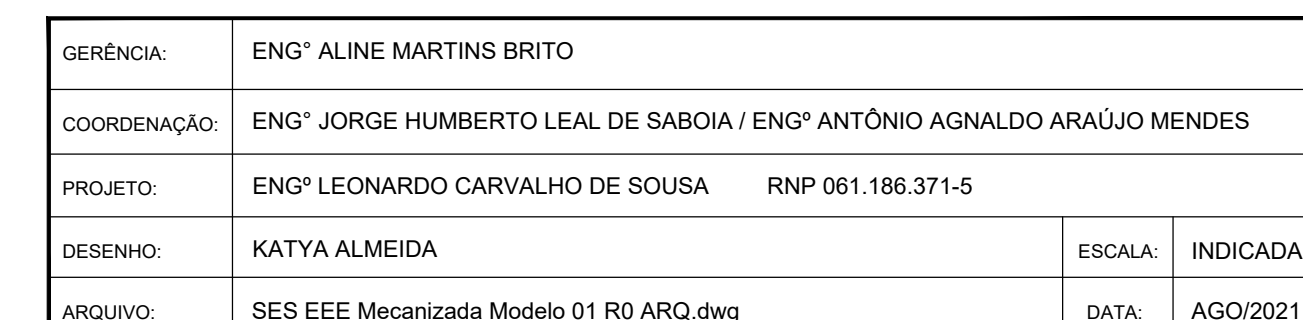 GERÊNCIA: ENG° ALINE MARTINS BRITO
COORDENAÇÃO: ENG° JORGE HUMBERTO LEAL DE SABOIA / ENGº ANTÔNIO AGNALDO ARAÚJO MENDES
PROJETO: ENGº LEONARDO CARVALHO DE SOUSA RNP 061.186.371-5
DESENHO: KATYA ALMEIDA ESCALA: INDICADA
ARQUIVO: SES EEE Mecanizada Modelo 01 R0 ARQ.dwg DATA: AGO/2021